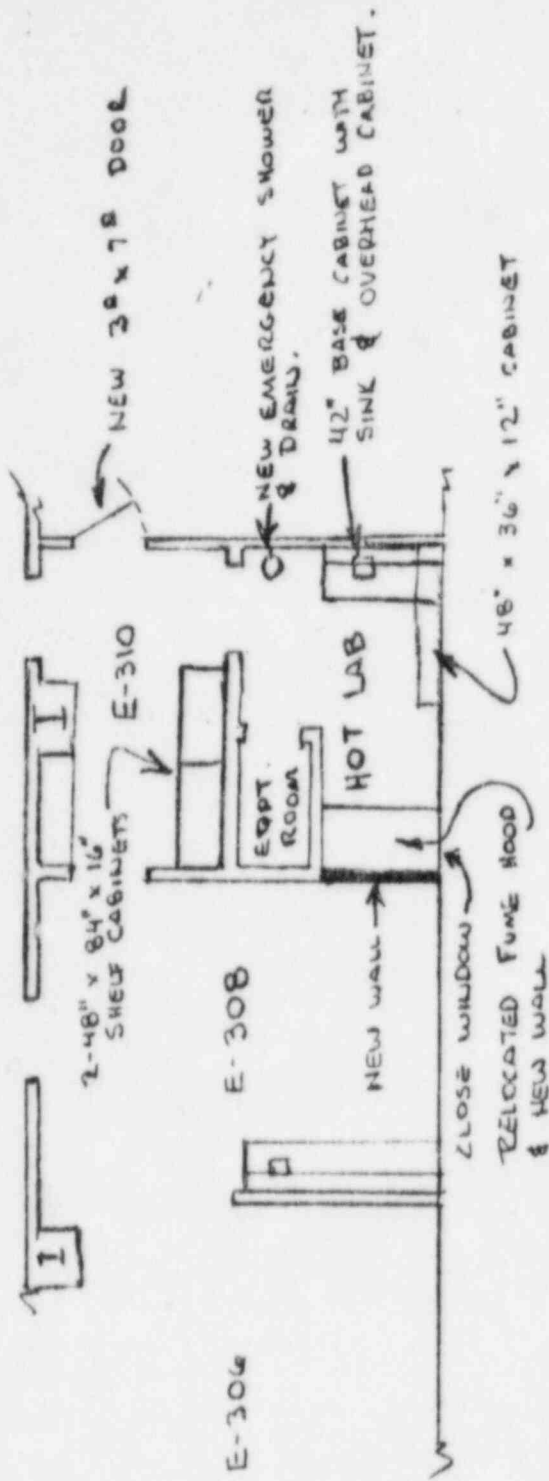 NEW 3⁰ x 7⁰ DOOR
NEW EMERGENCY SHOWER
& DRAIN.
42" BASE CABINET WITH
SINK & OVERHEAD CABINET.
2-48" x 84" x 16"
SHELF CABINETS
E-310
I
I
EQPT.
ROOM
HOT LAB
E-308
NEW WALL
E-306
48" x 36" x 12" CABINET
CLOSE WINDOW
RELOCATED FUME HOOD
& NEW WALL